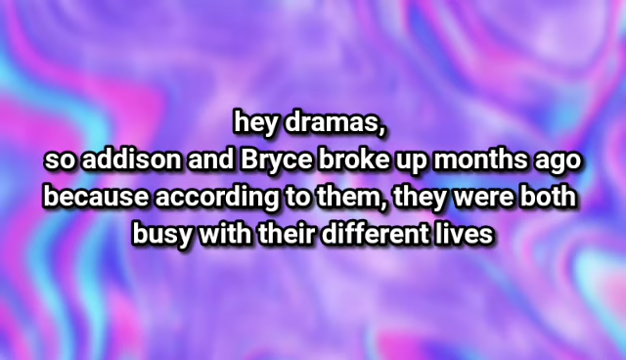 hey dramas,
so addison and Bryce broke up months ago
because according to them, they were both
busy with their different lives